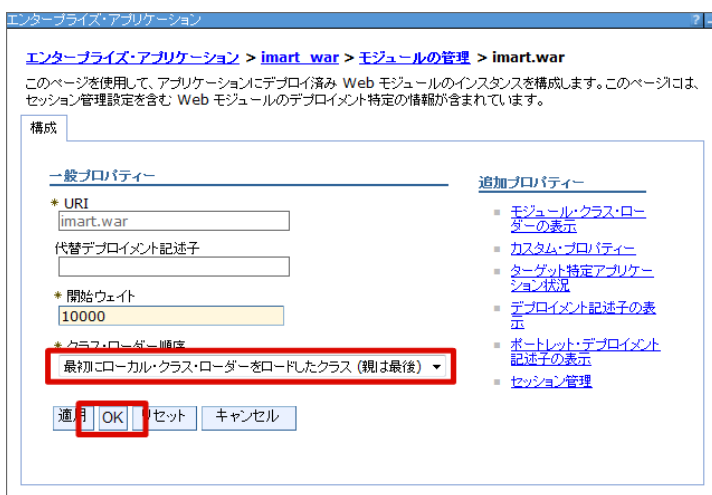 エンタープライズ・アプリケーション ? -
エンタープライズ・アプリケーション > imart_war > モジュールの管理 > imart.war
このページを使用して、アプリケーションにデプロイ済み Web モジュールのインスタンスを構成します。このページには、
セッション管理設定を含む Web モジュールのデプロイメント特定の情報が含まれています。
構成
一般プロパティー
* URI
imart.war
代替デプロイメント記述子
* 開始ウェイト
10000
* クラス・ローダー順序
最初にローカル・クラス・ローダーをロードしたクラス (親は最後)
適用 OK リセット キャンセル
追加プロパティー
モジュール・クラス・ロー
ダーの表示
カスタム・プロパティー
ターゲット特定アプリケー
ション状況
デプロイメント記述子の表
示
ポートレット・デプロイメント
記述子の表示
セッション管理